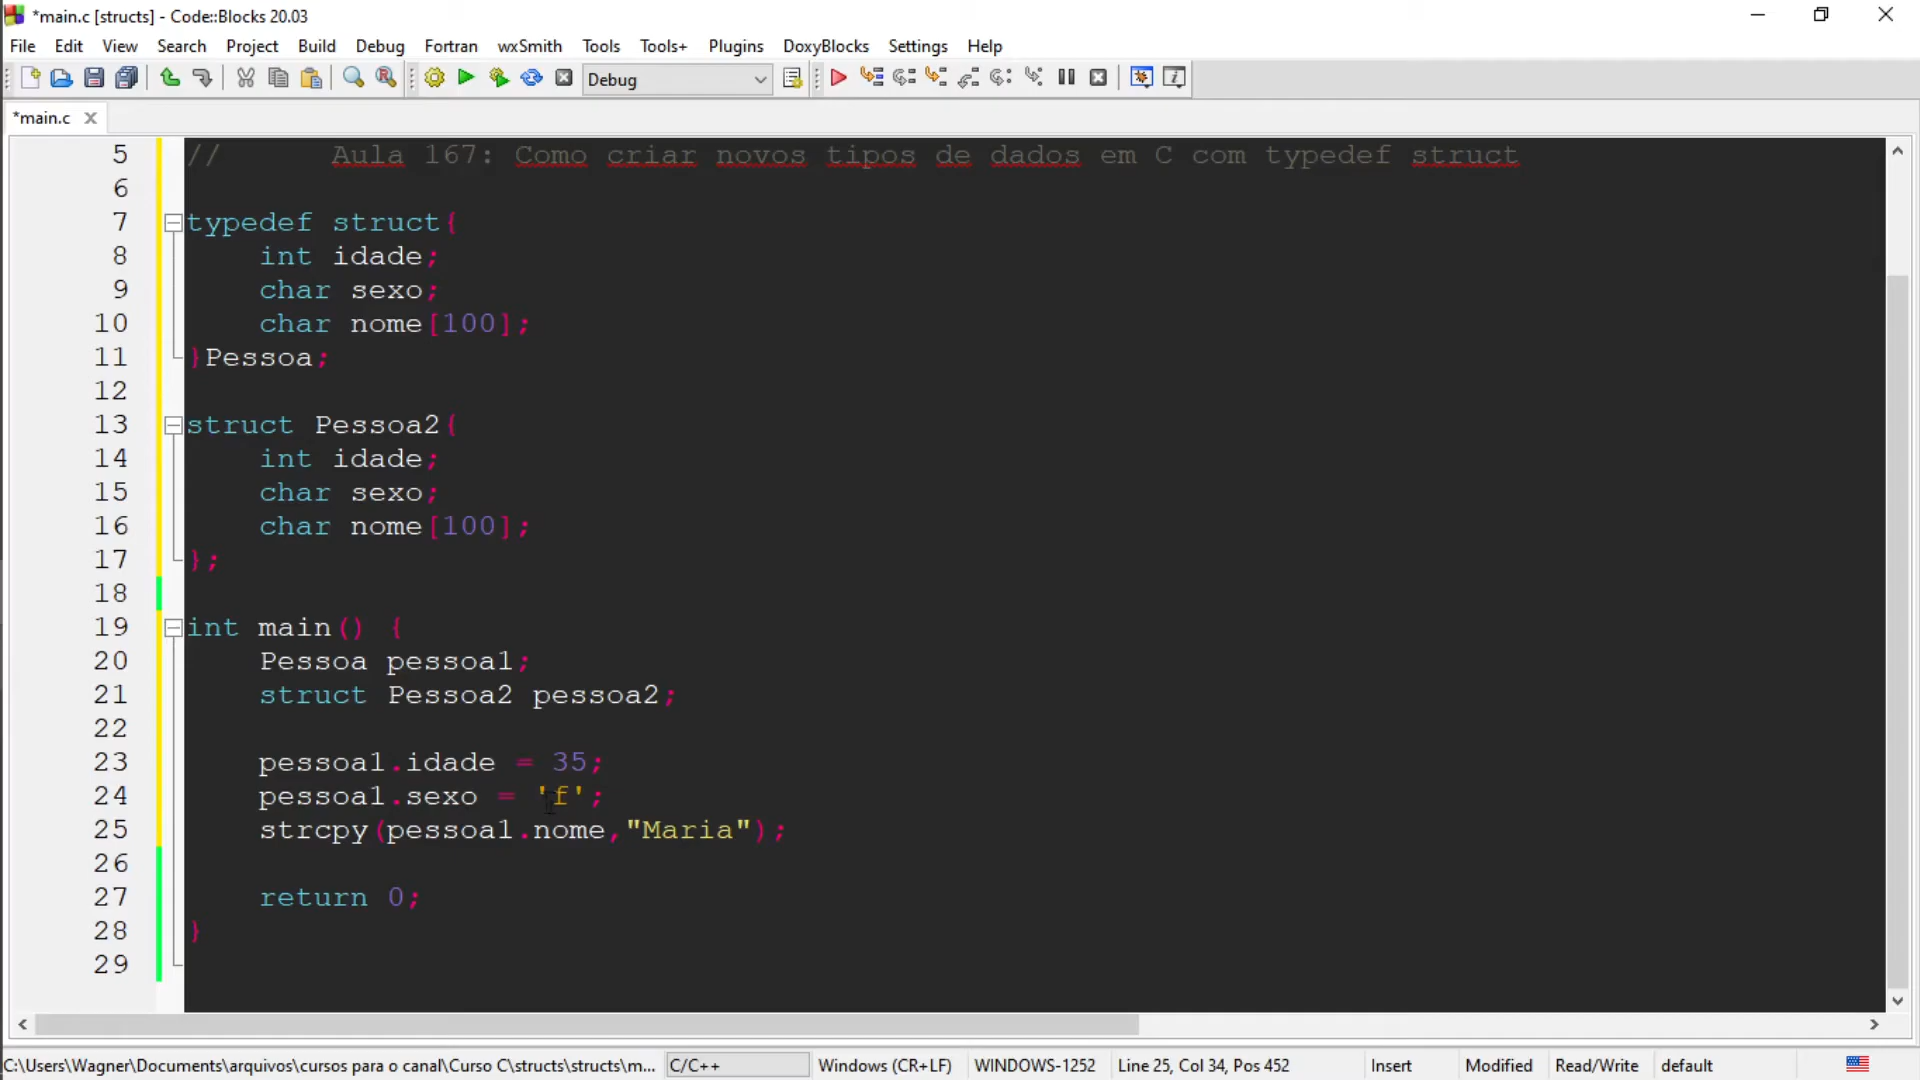 *main.c [structs] - Code::Blocks 20.03
File Edit View Search Project Build Debug Fortran wxSmith Tools Tools+ Plugins DoxyBlocks Settings Help
Debug
*main.c
5 // Aula 167: Como criar novos tipos de dados em C com typedef struct
6
7 typedef struct{
8 int idade;
9 char sexo;
10 char nome[100];
11 }Pessoa;
12
13 struct Pessoa2{
14 int idade;
15 char sexo;
16 char nome[100];
17 };
18
19 int main() {
20 Pessoa pessoa1;
21 struct Pessoa2 pessoa2;
22
23 pessoa1.idade = 35;
24 pessoa1.sexo = 'f';
25 strcpy(pessoa1.nome,"Maria");
26
27 return 0;
28 }
29
C:\Users\Wagner\Documents\arquivos\cursos para o canal\Curso C\structs\structs\m... C/C++ Windows (CR+LF) WINDOWS-1252 Line 25, Col 34, Pos 452 Insert Modified Read/Write default